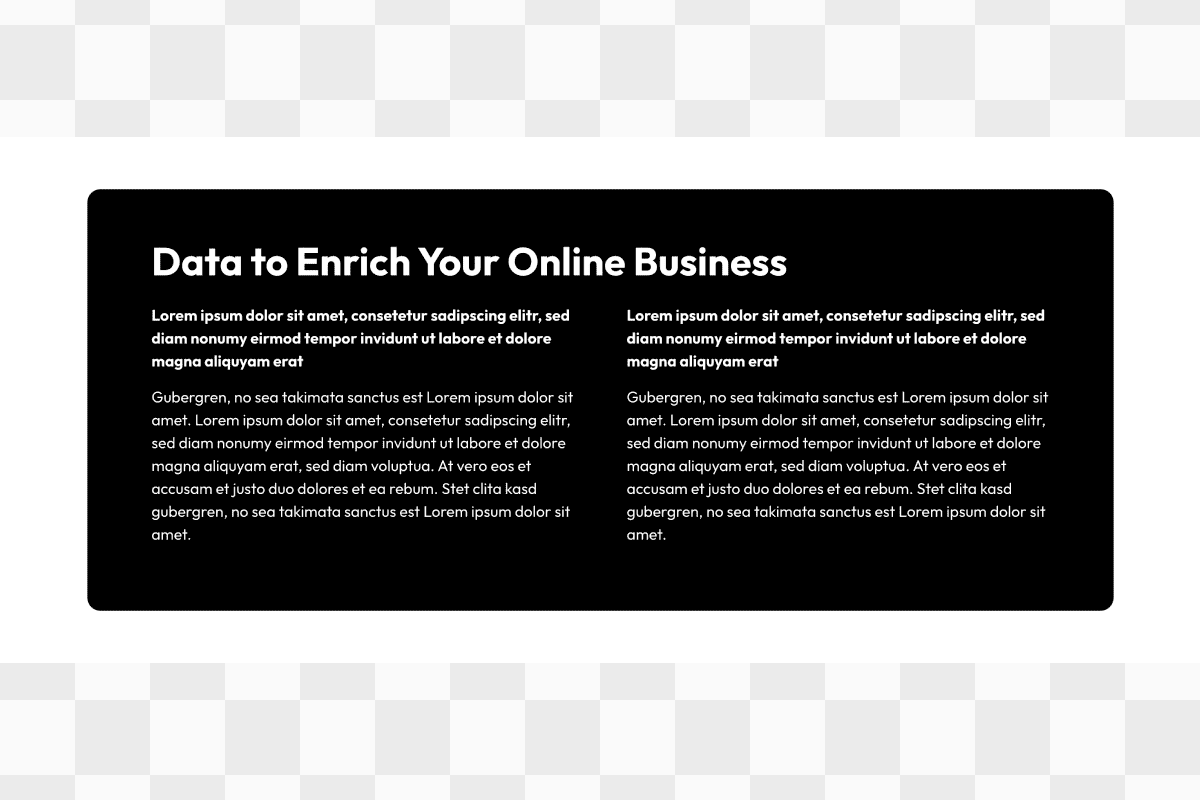 Data to Enrich Your Online Business
Lorem ipsum dolor sit amet, consetetur sadipscing elitr, sed
diam nonumy eirmod tempor invidunt ut labore et dolore
magna aliquyam erat
Gubergren, no sea takimata sanctus est Lorem ipsum dolor sit
amet. Lorem ipsum dolor sit amet, consetetur sadipscing elitr,
sed diam nonumy eirmod tempor invidunt ut labore et dolore
magna aliquyam erat, sed diam voluptua. At vero eos et
accusam et justo duo dolores et ea rebum. Stet clita kasd
gubergren, no sea takimata sanctus est Lorem ipsum dolor sit
amet.
Lorem ipsum dolor sit amet, consetetur sadipscing elitr, sed
diam nonumy eirmod tempor invidunt ut labore et dolore
magna aliquyam erat
Gubergren, no sea takimata sanctus est Lorem ipsum dolor sit
amet. Lorem ipsum dolor sit amet, consetetur sadipscing elitr,
sed diam nonumy eirmod tempor invidunt ut labore et dolore
magna aliquyam erat, sed diam voluptua. At vero eos et
accusam et justo duo dolores et ea rebum. Stet clita kasd
gubergren, no sea takimata sanctus est Lorem ipsum dolor sit
amet.